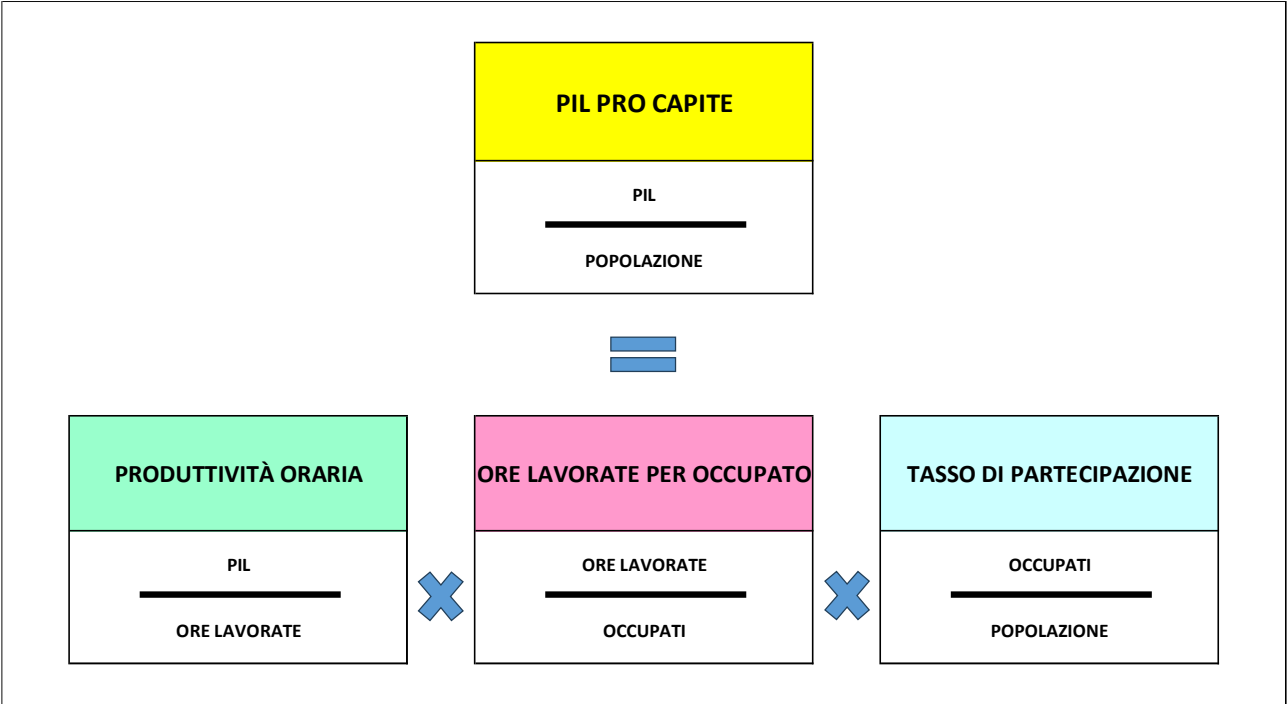 PIL PRO CAPITE
PIL
POPOLAZIONE
PRODUTTIVITÀ ORARIA
PIL
ORE LAVORATE
ORE LAVORATE PER OCCUPATO
ORE LAVORATE
OCCUPATI
TASSO DI PARTECIPAZIONE
OCCUPATI
POPOLAZIONE